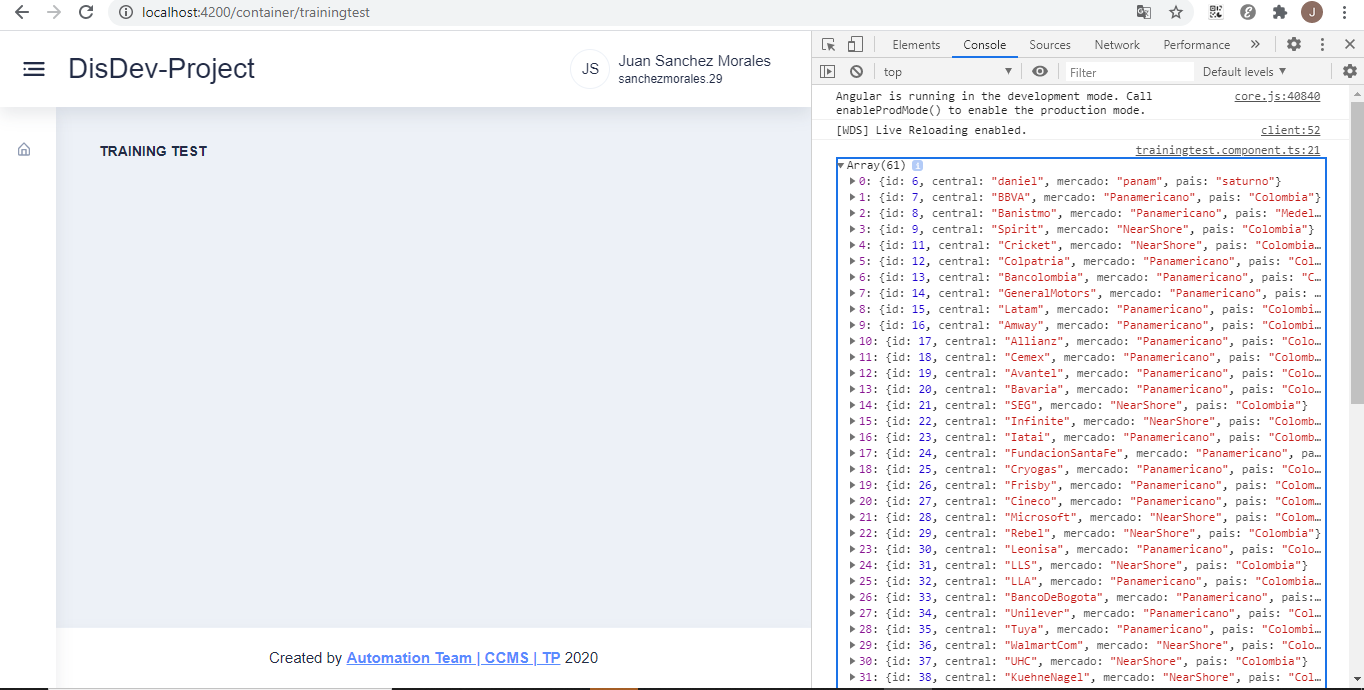 localhost:4200/container/trainingtest
J
DisDev-Project
JS
Juan Sanchez Morales
sanchezmorales.29
TRAINING TEST
Created by Automation Team | CCMS | TP 2020
Elements Console Sources Network Performance »
top Filter Default levels
Angular is running in the development mode. Call core.js:40840
enableProdMode() to enable the production mode.
[WDS] Live Reloading enabled. client:52
trainingtest.component.ts:21
Array(61) i
0: {id: 6, central: "daniel", mercado: "panam", pais: "saturno"}
1: {id: 7, central: "BBVA", mercado: "Panamericano", pais: "Colombia"}
2: {id: 8, central: "Banistmo", mercado: "Panamericano", pais: "Medel…
3: {id: 9, central: "Spirit", mercado: "NearShore", pais: "Colombia"}
4: {id: 11, central: "Cricket", mercado: "NearShore", pais: "Colombia…
5: {id: 12, central: "Colpatria", mercado: "Panamericano", pais: "Col…
6: {id: 13, central: "Bancolombia", mercado: "Panamericano", pais: "C…
7: {id: 14, central: "GeneralMotors", mercado: "Panamericano", pais: …
8: {id: 15, central: "Latam", mercado: "Panamericano", pais: "Colombi…
9: {id: 16, central: "Amway", mercado: "Panamericano", pais: "Colombi…
10: {id: 17, central: "Allianz", mercado: "Panamericano", pais: "Colo…
11: {id: 18, central: "Cemex", mercado: "Panamericano", pais: "Colomb…
12: {id: 19, central: "Avantel", mercado: "Panamericano", pais: "Colo…
13: {id: 20, central: "Bavaria", mercado: "Panamericano", pais: "Colo…
14: {id: 21, central: "SEG", mercado: "NearShore", pais: "Colombia"}
15: {id: 22, central: "Infinite", mercado: "NearShore", pais: "Colomb…
16: {id: 23, central: "Iatai", mercado: "Panamericano", pais: "Colomb…
17: {id: 24, central: "FundacionSantaFe", mercado: "Panamericano", pa…
18: {id: 25, central: "Cryogas", mercado: "Panamericano", pais: "Colo…
19: {id: 26, central: "Frisby", mercado: "Panamericano", pais: "Colom…
20: {id: 27, central: "Cineco", mercado: "Panamericano", pais: "Colom…
21: {id: 28, central: "Microsoft", mercado: "NearShore", pais: "Colom…
22: {id: 29, central: "Rebel", mercado: "NearShore", pais: "Colombia"}
23: {id: 30, central: "Leonisa", mercado: "Panamericano", pais: "Colo…
24: {id: 31, central: "LLS", mercado: "NearShore", pais: "Colombia"}
25: {id: 32, central: "LLA", mercado: "Panamericano", pais: "Colombia…
26: {id: 33, central: "BancoDeBogota", mercado: "Panamericano", pais:…
27: {id: 34, central: "Unilever", mercado: "Panamericano", pais: "Col…
28: {id: 35, central: "Tuya", mercado: "Panamericano", pais: "Colombi…
29: {id: 36, central: "WalmartCom", mercado: "NearShore", pais: "Colo…
30: {id: 37, central: "UHC", mercado: "NearShore", pais: "Colombia"}
31: {id: 38, central: "KuehneNagel", mercado: "NearShore", pais: "Col…